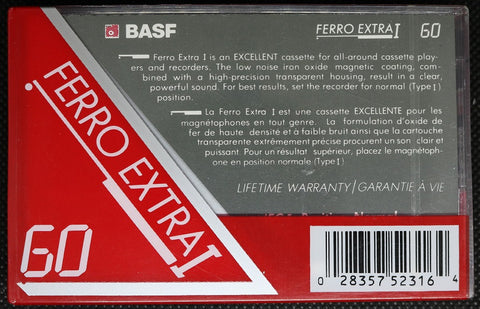 BASF
FERRO EXTRA I 60
Ferro Extra I is an EXCELLENT cassette for all-around cassette play-
ers and recorders. The low noise iron oxide magnetic coating, com-
bined with a high-precision transparent housing, result in a clear,
powerful sound. For best results, set the recorder for normal (Type I)
position.
La Ferro Extra I est une cassette EXCELLENTE pour les
magnétophones en tout genre. La formulation d'oxide de
fer de haute densité et à faible bruit ainsi que la cartouche
transparente extrêmement précise procurent un son clair et
puissant. Pour un résultat supérieur, placez le magnétoph-
one en position normale (Type I)
LIFETIME WARRANTY/GARANTIE À VIE
FERRO EXTRA I
60
0 28357 52316 4